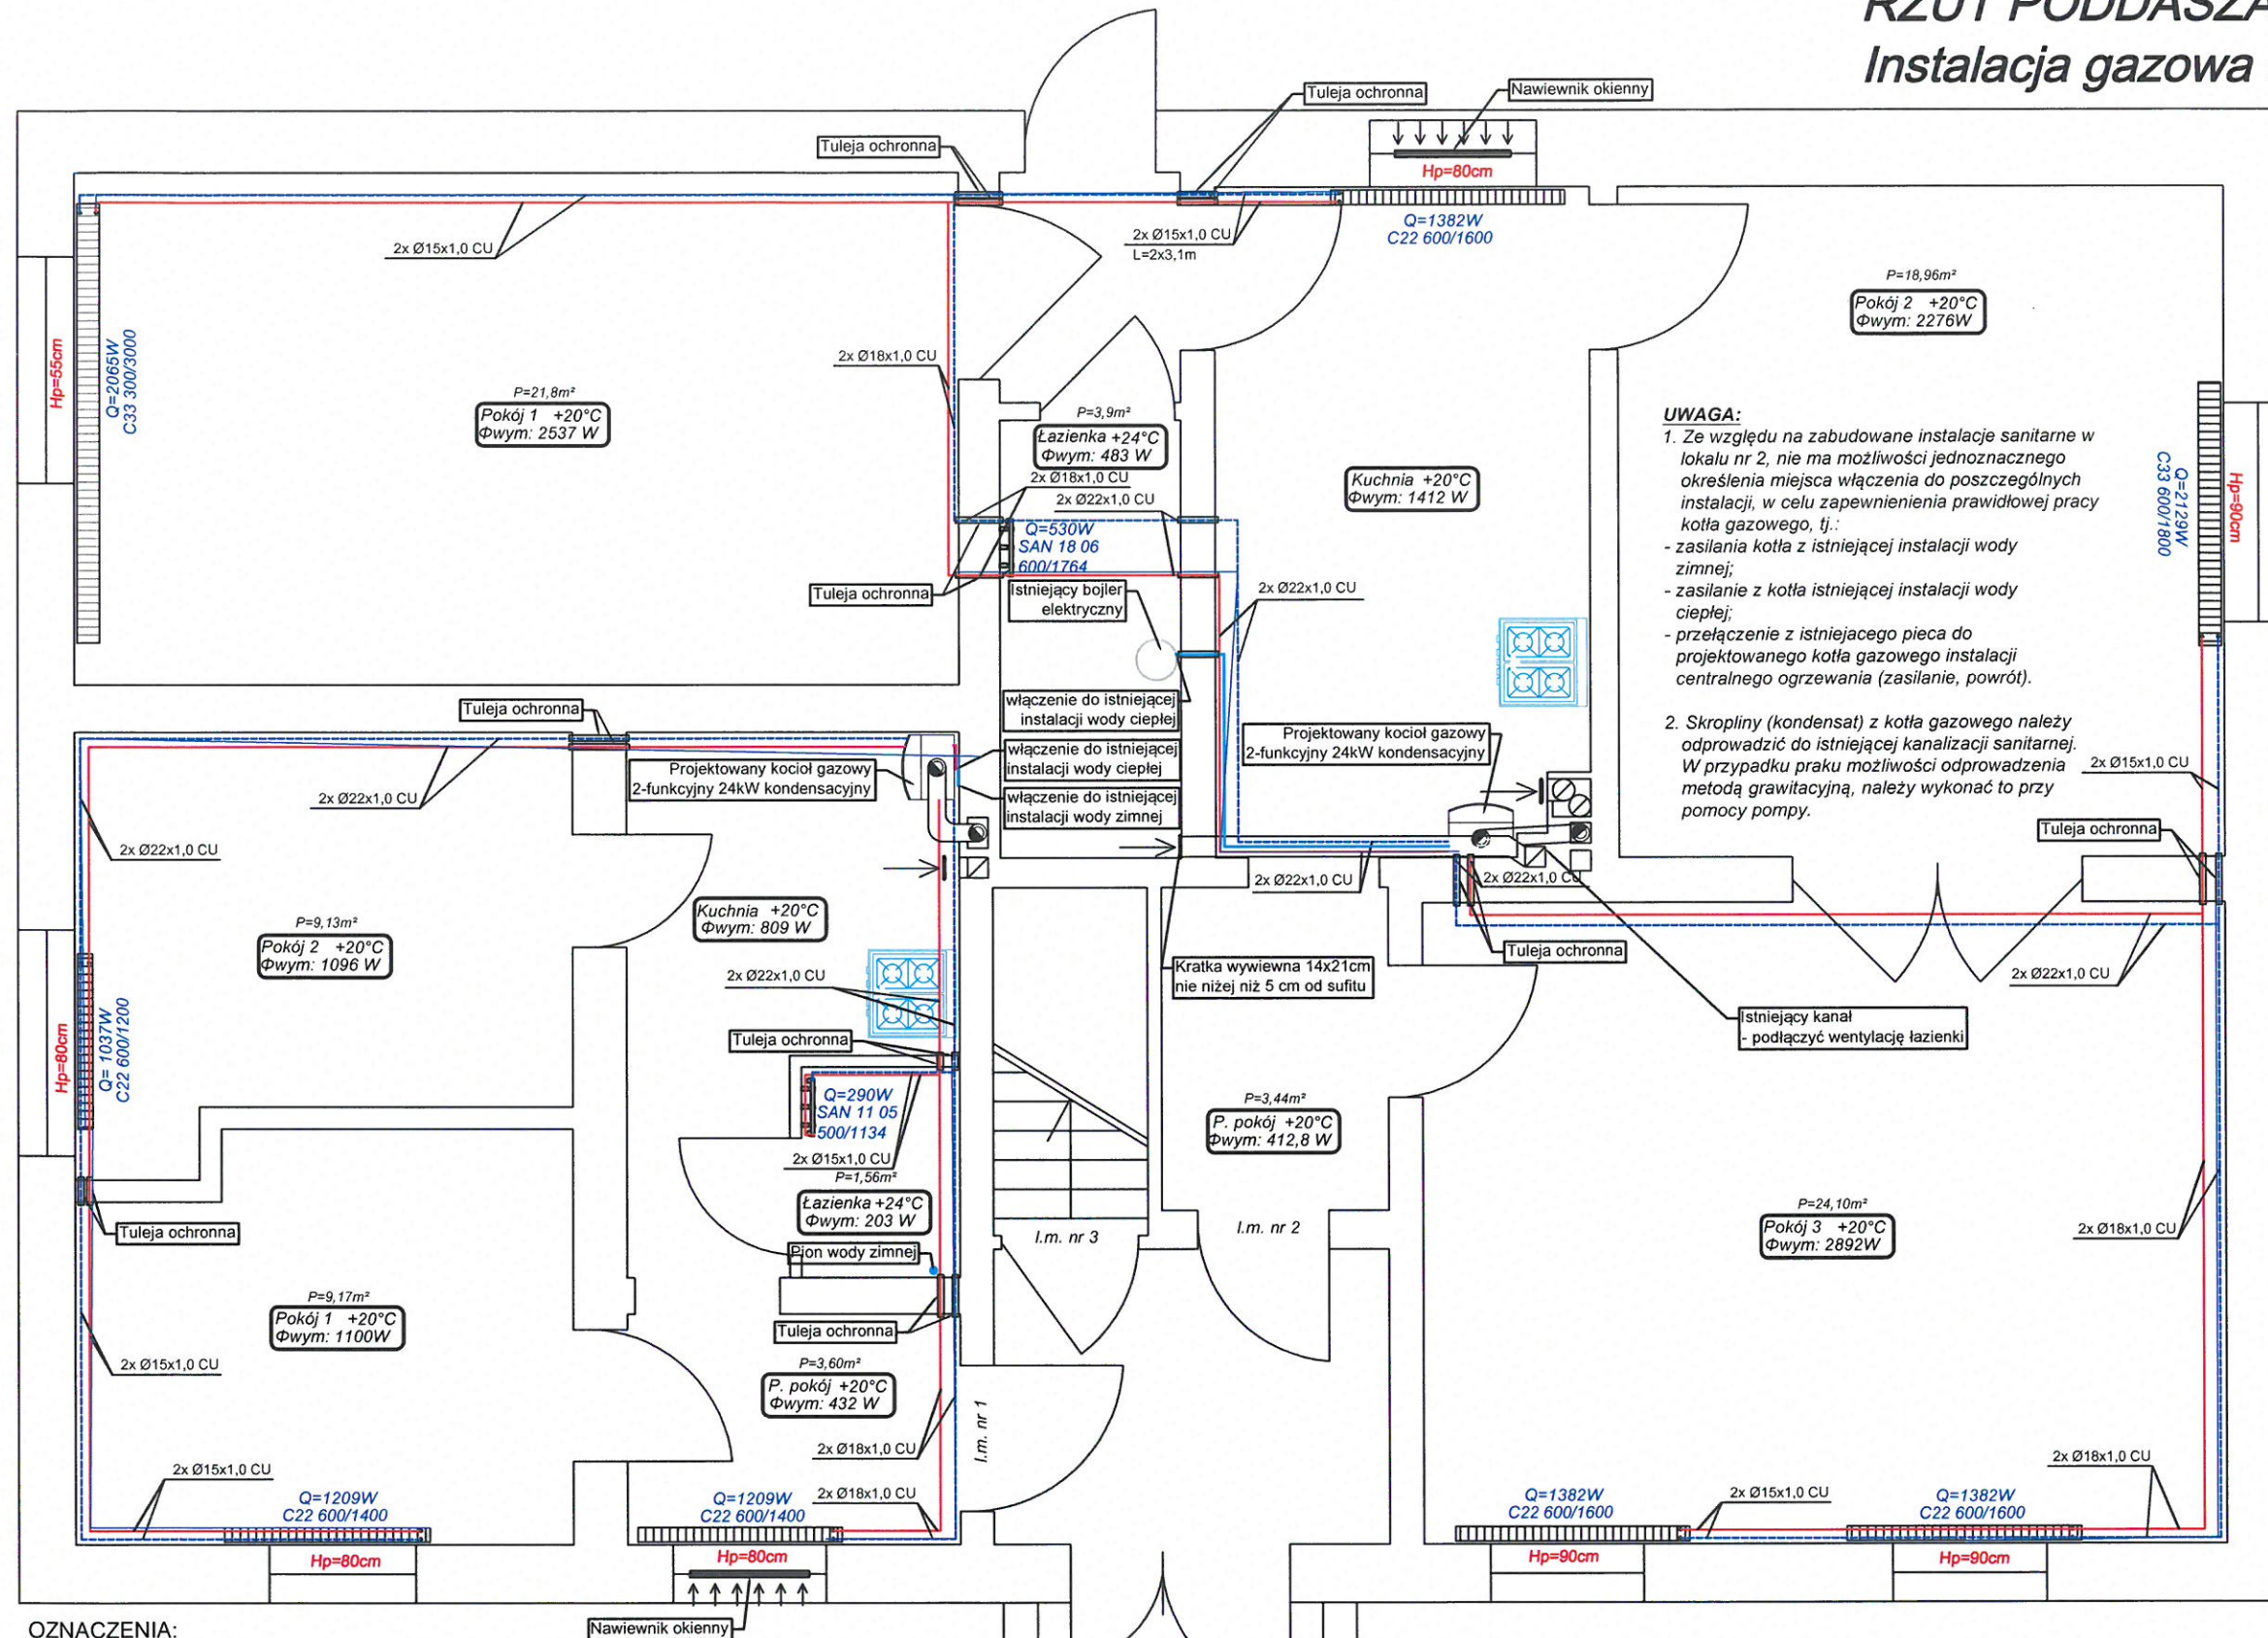 RZUT PODDASZA
Instalacja gazowa
Tuleja ochronna
Nawiewnik okienny
Tuleja ochronna
Hp=80cm
Q=1382W
C22 600/1600
2x Ø15x1,0 CU
2x Ø15x1,0 CU
L=2x3,1m
P=18,96m²
Pokój 2 +20°C
Φwym: 2276W
Hp=55cm
Q=2065W
C33 300/3000
2x Ø18x1,0 CU
P=21,8m²
Pokój 1 +20°C
Φwym: 2537 W
P=3,9m²
Łazienka +24°C
Φwym: 483 W
2x Ø18x1,0 CU
2x Ø22x1,0 CU
Kuchnia +20°C
Φwym: 1412 W
UWAGA:
1. Ze względu na zabudowane instalacje sanitarne w
lokalu nr 2, nie ma możliwości jednoznacznego
określenia miejsca włączenia do poszczególnych
instalacji, w celu zapewnienienia prawidłowej pracy
kotła gazowego, tj.:
- zasilania kotła z istniejącej instalacji wody
zimnej;
- zasilanie z kotła istniejącej instalacji wody
ciepłej;
- przełączenie z istniejacego pieca do
projektowanego kotła gazowego instalacji
centralnego ogrzewania (zasilanie, powrót).
2. Skropliny (kondensat) z kotła gazowego należy
odprowadzić do istniejącej kanalizacji sanitarnej.
W przypadku praku możliwości odprowadzenia
metodą grawitacyjną, należy wykonać to przy
pomocy pompy.
Q=2129W
C33 600/1800
Hp=90cm
Q=530W
SAN 18 06
600/1764
Tuleja ochronna
Istniejący bojler
elektryczny
2x Ø22x1,0 CU
włączenie do istniejącej
instalacji wody ciepłej
Tuleja ochronna
włączenie do istniejącej
instalacji wody ciepłej
Projektowany kocioł gazowy
2-funkcyjny 24kW kondensacyjny
Projektowany kocioł gazowy
2-funkcyjny 24kW kondensacyjny
włączenie do istniejącej
instalacji wody zimnej
2x Ø22x1,0 CU
2x Ø15x1,0 CU
Tuleja ochronna
2x Ø22x1,0 CU
2x Ø22x1,0 CU
2x Ø22x1,0 CU
P=9,13m²
Pokój 2 +20°C
Φwym: 1096 W
Kuchnia +20°C
Φwym: 809 W
Tuleja ochronna
2x Ø22x1,0 CU
2x Ø22x1,0 CU
Kratka wywiewna 14x21cm
nie niżej niż 5 cm od sufitu
Istniejący kanał
- podłączyć wentylację łazienki
Hp=80cm
Q= 1037W
C22 600/1200
Tuleja ochronna
Q=290W
SAN 11 05
500/1134
2x Ø15x1,0 CU
P=1,56m²
Łazienka +24°C
Φwym: 203 W
P=3,44m²
P. pokój +20°C
Φwym: 412,8 W
Tuleja ochronna
Pion wody zimnej
l.m. nr 3
l.m. nr 2
P=24,10m²
Pokój 3 +20°C
Φwym: 2892W
2x Ø18x1,0 CU
P=9,17m²
Pokój 1 +20°C
Φwym: 1100W
Tuleja ochronna
2x Ø15x1,0 CU
P=3,60m²
P. pokój +20°C
Φwym: 432 W
l.m. nr 1
2x Ø18x1,0 CU
2x Ø15x1,0 CU
Q=1209W
C22 600/1400
Q=1209W
C22 600/1400
2x Ø18x1,0 CU
Q=1382W
C22 600/1600
2x Ø15x1,0 CU
Q=1382W
C22 600/1600
2x Ø18x1,0 CU
Hp=80cm
Hp=80cm
Hp=90cm
Hp=90cm
OZNACZENIA:
Nawiewnik okienny